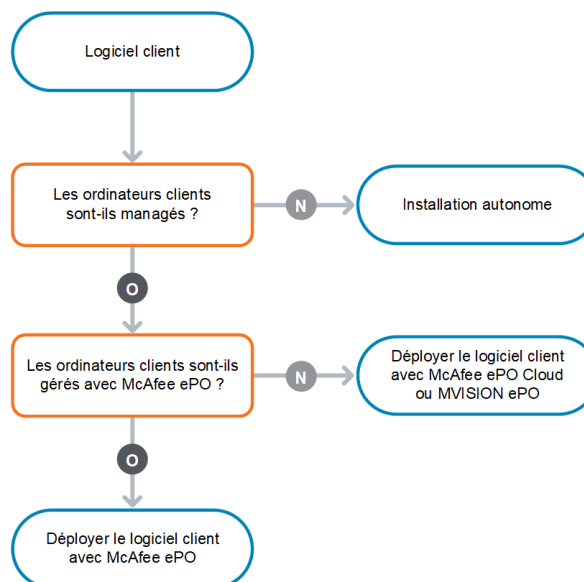 Logiciel client
Les ordinateurs clients
sont-ils managés ?
N
Installation autonome
O
Les ordinateurs clients sont-ils
gérés avec McAfee ePO ?
N
Déployer le logiciel client
avec McAfee ePO Cloud
ou MVISION ePO
O
Déployer le logiciel client
avec McAfee ePO